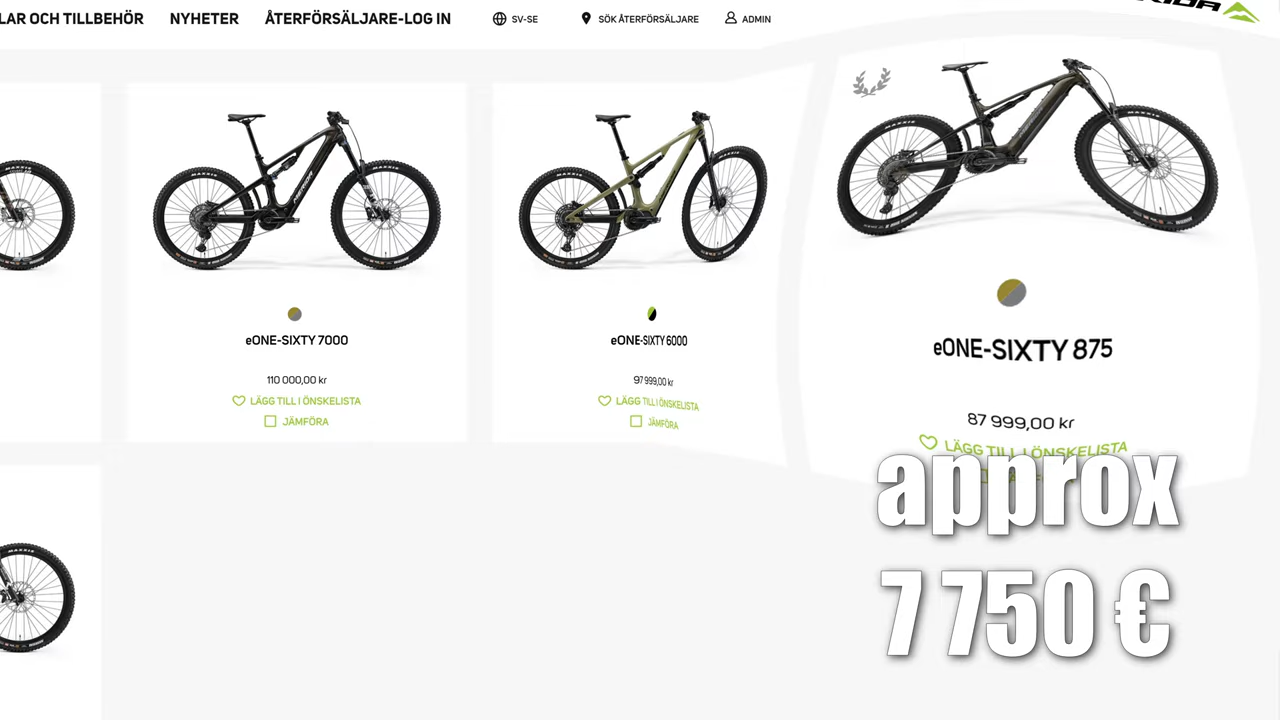 LAR OCH TILLBEHÖR NYHETER ÅTERFÖRSÄLJARE-LOG IN SV-SE SÖK ÅTERFÖRSÄLJARE ADMIN
eONE-SIXTY 7000
110 000,00 kr
LÄGG TILL I ÖNSKELISTA
JÄMFÖRA
eONE-SIXTY 6000
97 999,00 kr
LÄGG TILL I ÖNSKELISTA
JÄMFÖRA
eONE-SIXTY 875
87 999,00 kr
LÄGG TILL I ÖNSKELISTA
approx
7 750 €